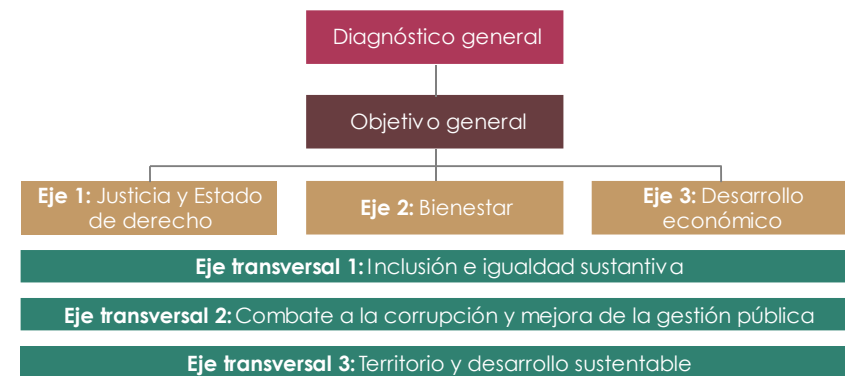 Diagnóstico general
Objetivo general
Eje 1: Justicia y Estado
de derecho
Eje 2: Bienestar
Eje 3: Desarrollo
económico
Eje transversal 1: Inclusión e igualdad sustantiva
Eje transversal 2: Combate a la corrupción y mejora de la gestión pública
Eje transversal 3: Territorio y desarrollo sustentable